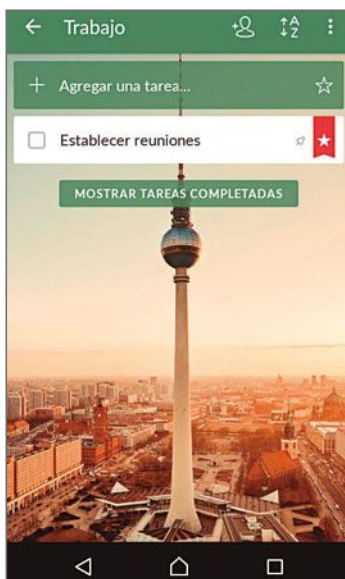 Trabajo
Agregar una tarea...
Establecer reuniones
MOSTRAR TAREAS COMPLETADAS